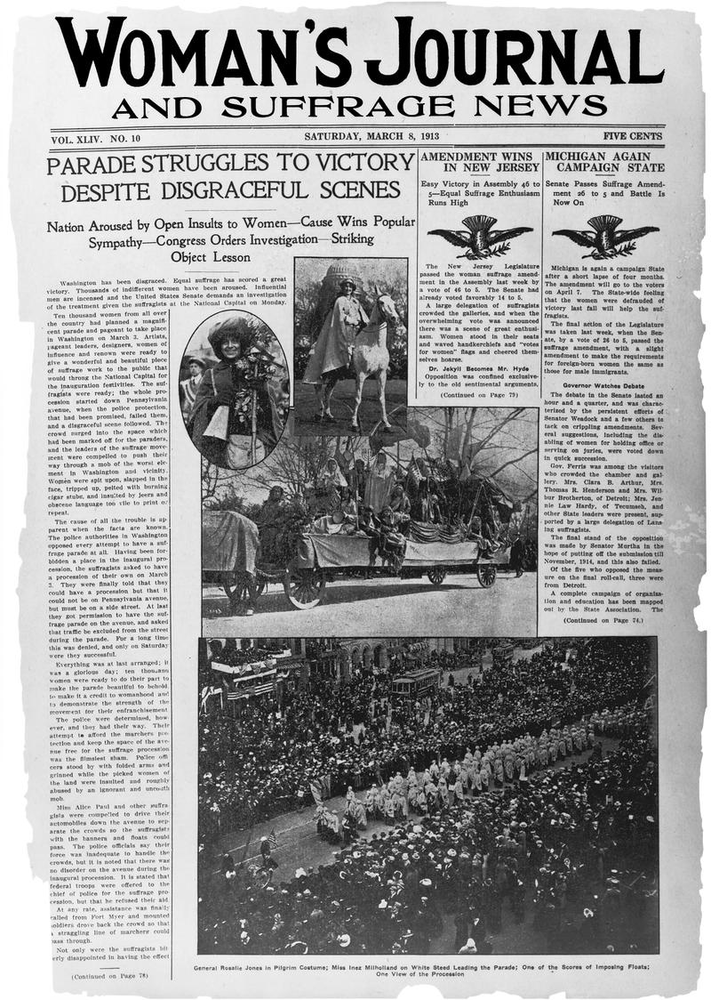 WOMAN'S JOURNAL
AND SUFFRAGE NEWS
VOL. XLIV. NO. 10
SATURDAY, MARCH 8, 1913
FIVE CENTS
PARADE STRUGGLES TO VICTORY
DESPITE DISGRACEFUL SCENES
Nation Aroused by Open Insults to Women—Cause Wins Popular
Sympathy—Congress Orders Investigation—Striking
Object Lesson
Washington has been disgraced. Equal suffrage has scored a great
victory. Thousands of indifferent women have been aroused. Influential
men are incensed and the United States Senate demands an investigation
of the treatment given the suffragists at the National Capital on Monday.
Ten thousand women from all over
the country had planned a magnifi-
cent parade and pageant to take place
in Washington on March 3. Artists,
pageant leaders, designers, women of
influence and renown were ready to
give a wonderful and beautiful piece
of suffrage work to the public that
would throng the National Capital for
the inauguration festivities. The suf-
fragists were ready; the whole pro-
cession started down Pennsylvania
avenue, when the police protection,
that had been promised, failed them,
and a disgraceful scene followed. The
crowd surged into the space which
had been marked off for the paraders,
and the leaders of the suffrage move-
ment were compelled to push their
way through a mob of the worst ele-
ment in Washington and vicinity.
Women were spit upon, slapped in the
face, tripped up, pelted with burning
cigar stubs, and insulted by jeers and
obscene language too vile to print or
repeat.
The cause of all the trouble is ap-
parent when the facts are known.
The police authorities in Washington
opposed every attempt to have a suf-
frage parade at all. Having been for-
bidden a place in the inaugural pro-
cession, the suffragists asked to have
a procession of their own on March
3. They were finally told that they
could have a procession but that it
could not be on Pennsylvania avenue,
but must be on a side street. At last
they got permission to have the suf-
frage parade on the avenue, and asked
that traffic be excluded from the street
during the parade. For a long time
this was denied, and only on Saturday
were they successful.
Everything was at last arranged; it
was a glorious day; ten thousand
women were ready to do their part to
make the parade beautiful to behold
to make it a credit to womanhood and
to demonstrate the strength of the
movement for their enfranchisement
The police were determined, how-
ever, and they had their way. Their
attempt to afford the marchers pro-
tection and keep the space of the ave-
nue free for the suffrage procession
was the flimsiest sham. Police offi
cers stood by with folded arms and
grinned while the picked women of
the land were insulted and roughly
abused by an ignorant and uncouth
mob.
Miss Alice Paul and other suffra-
gists were compelled to drive their
automobiles down the avenue to sep-
arate the crowds so the suffragists
with the banners and floats could
pass. The police officials say their
force was inadequate to handle the
crowds, but it is noted that there was
no disorder on the avenue during the
inaugural procession. It is stated that
federal troops were offered to the
chief of police for the suffrage pro
cession, but that he refused their aid.
At any rate, assistance was finally
called from Fort Myer and mounted
soldiers drove back the crowd so that
a straggling line of marchers could
pass through.
Not only were the suffragists bit
erly disappointed in having the effect
(Continued on Page 78)
AMENDMENT WINS
IN NEW JERSEY
Easy Victory in Assembly 46 to
5—Equal Suffrage Enthusiasm
Runs High
The New Jersey Legislature
passed the woman suffrage amend-
ment in the Assembly last week by
a vote of 46 to 5. The Senate had
already voted favorably 14 to 5.
A large delegation of suffragists
crowded the galleries, and when the
overwhelming vote was announced
there was a scene of great enthusi-
asm. Women stood in their seats
and waved handkerchiefs and "votes
for women" flags and cheered them-
selves hoarse.
Dr. Jekyll Becomes Mr. Hyde
Opposition was confined exclusive-
ly to the old sentimental arguments,
(Continued on Page 79)
MICHIGAN AGAIN
CAMPAIGN STATE
Senate Passes Suffrage Amend-
ment 26 to 5 and Battle Is
Now On
Michigan is again a campaign State
after a short lapse of four months.
The amendment will go to the voters
on April 7. The State-wide feeling
that the women were defrauded of
victory last fall will help the suf-
fragists.
The final action of the Legislature
was taken last week, when the Sen-
ate, by a vote of 26 to 5, passed the
suffrage amendment, with a slight
amendment to make the requirements
for foreign-born women the same as
those for male immigrants.
Governor Watches Debate
The debate in the Senate lasted an
hour and a quarter, and was charac-
terized by the persistent efforts of
Senator Weadock and a few others to
tack on crippling amendments. Sev-
eral suggestions, including the dis-
abling of women for holding office or
serving on juries, were voted down
in quick succession.
Gov. Ferris was among the visitors
who crowded the chamber and gal-
lery. Mrs. Clara B. Arthur, Mrs.
Thomas R. Henderson and Mrs. Wil-
bur Brotherton, of Detroit; Mrs. Jen-
nie Law Hardy, of Tecumseh, and
other State leaders were present, sup-
ported by a large delegation of Lans-
ing suffragists.
The final stand of the opposition
was made by Senator Murtha in the
hope of putting off the submission till
November, 1914, and this also failed.
Of the five who opposed the meas-
ure on the final roll-call, three were
from Detroit.
A complete campaign of organiza-
tion and education has been mapped
out by the State Association. The
(Continued on Page 74.)
General Rosalie Jones in Pilgrim Costume; Miss Inez Milholland on White Steed Leading the Parade; One of the Scores of Imposing Floats;
One View of the Procession